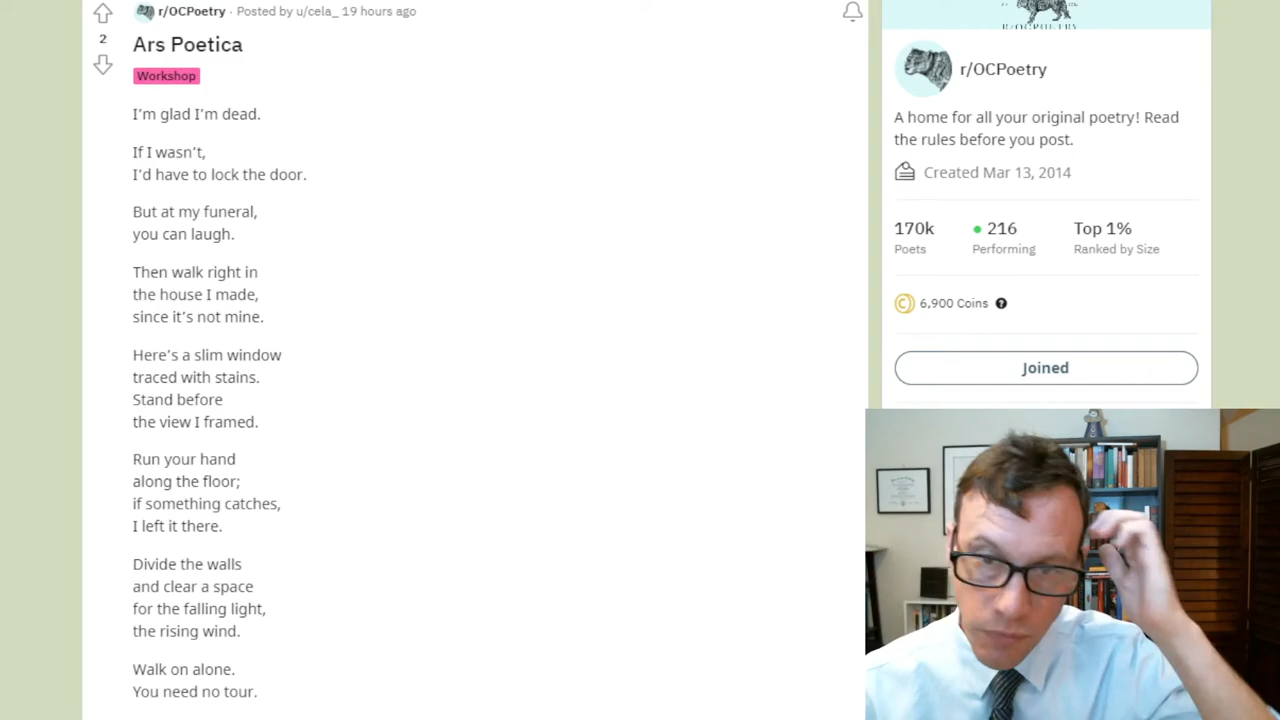 r/OCPoetry · Posted by u/cela_ 19 hours ago
2
Ars Poetica
Workshop
I’m glad I’m dead.
If I wasn’t,
I’d have to lock the door.
But at my funeral,
you can laugh.
Then walk right in
the house I made,
since it’s not mine.
Here’s a slim window
traced with stains.
Stand before
the view I framed.
Run your hand
along the floor;
if something catches,
I left it there.
Divide the walls
and clear a space
for the falling light,
the rising wind.
Walk on alone.
You need no tour.
R/OCPOETRY
r/OCPoetry
A home for all your original poetry! Read
the rules before you post.
Created Mar 13, 2014
170k 216 Top 1%
Poets Performing Ranked by Size
6,900 Coins ?
Joined